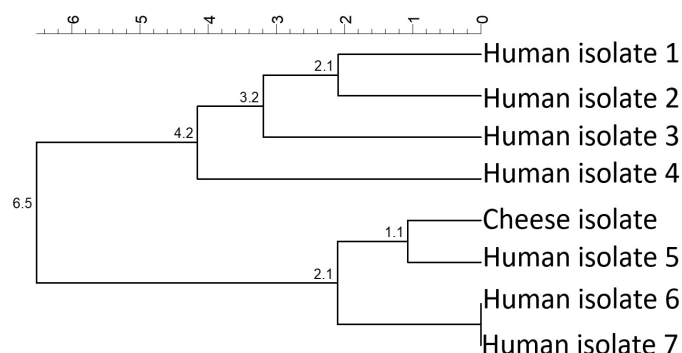 6 5 4 3 2 1 0
2.1 Human isolate 1
3.2 Human isolate 2
4.2 Human isolate 3
Human isolate 4
6.5 Cheese isolate
1.1 Human isolate 5
2.1 Human isolate 6
Human isolate 7